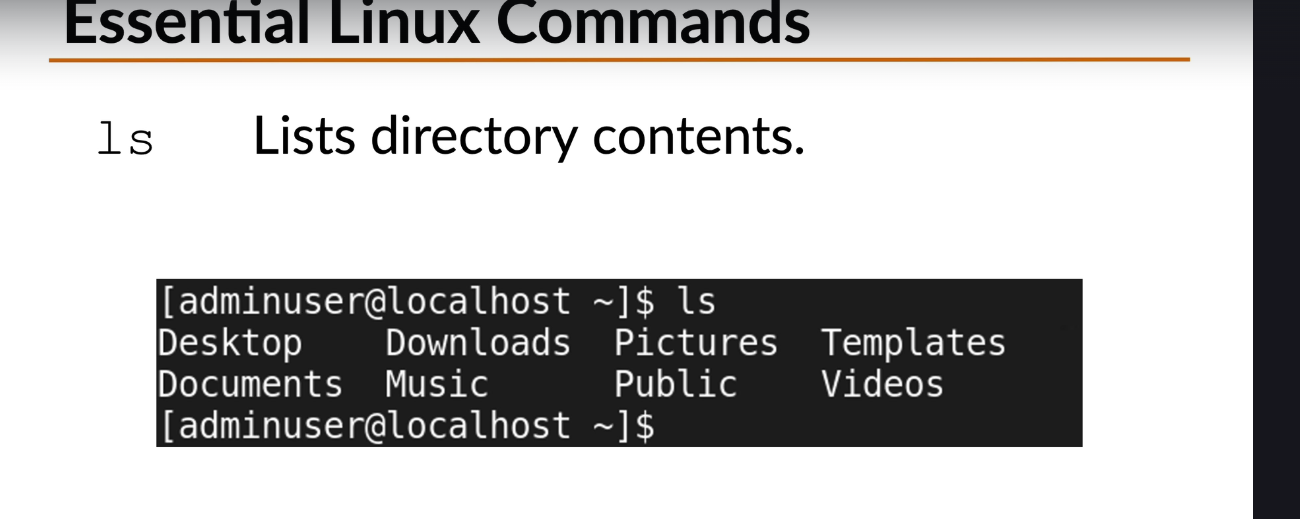 Essential Linux Commands
ls Lists directory contents.
[adminuser@localhost ~]$ ls
Desktop Downloads Pictures Templates
Documents Music Public Videos
[adminuser@localhost ~]$